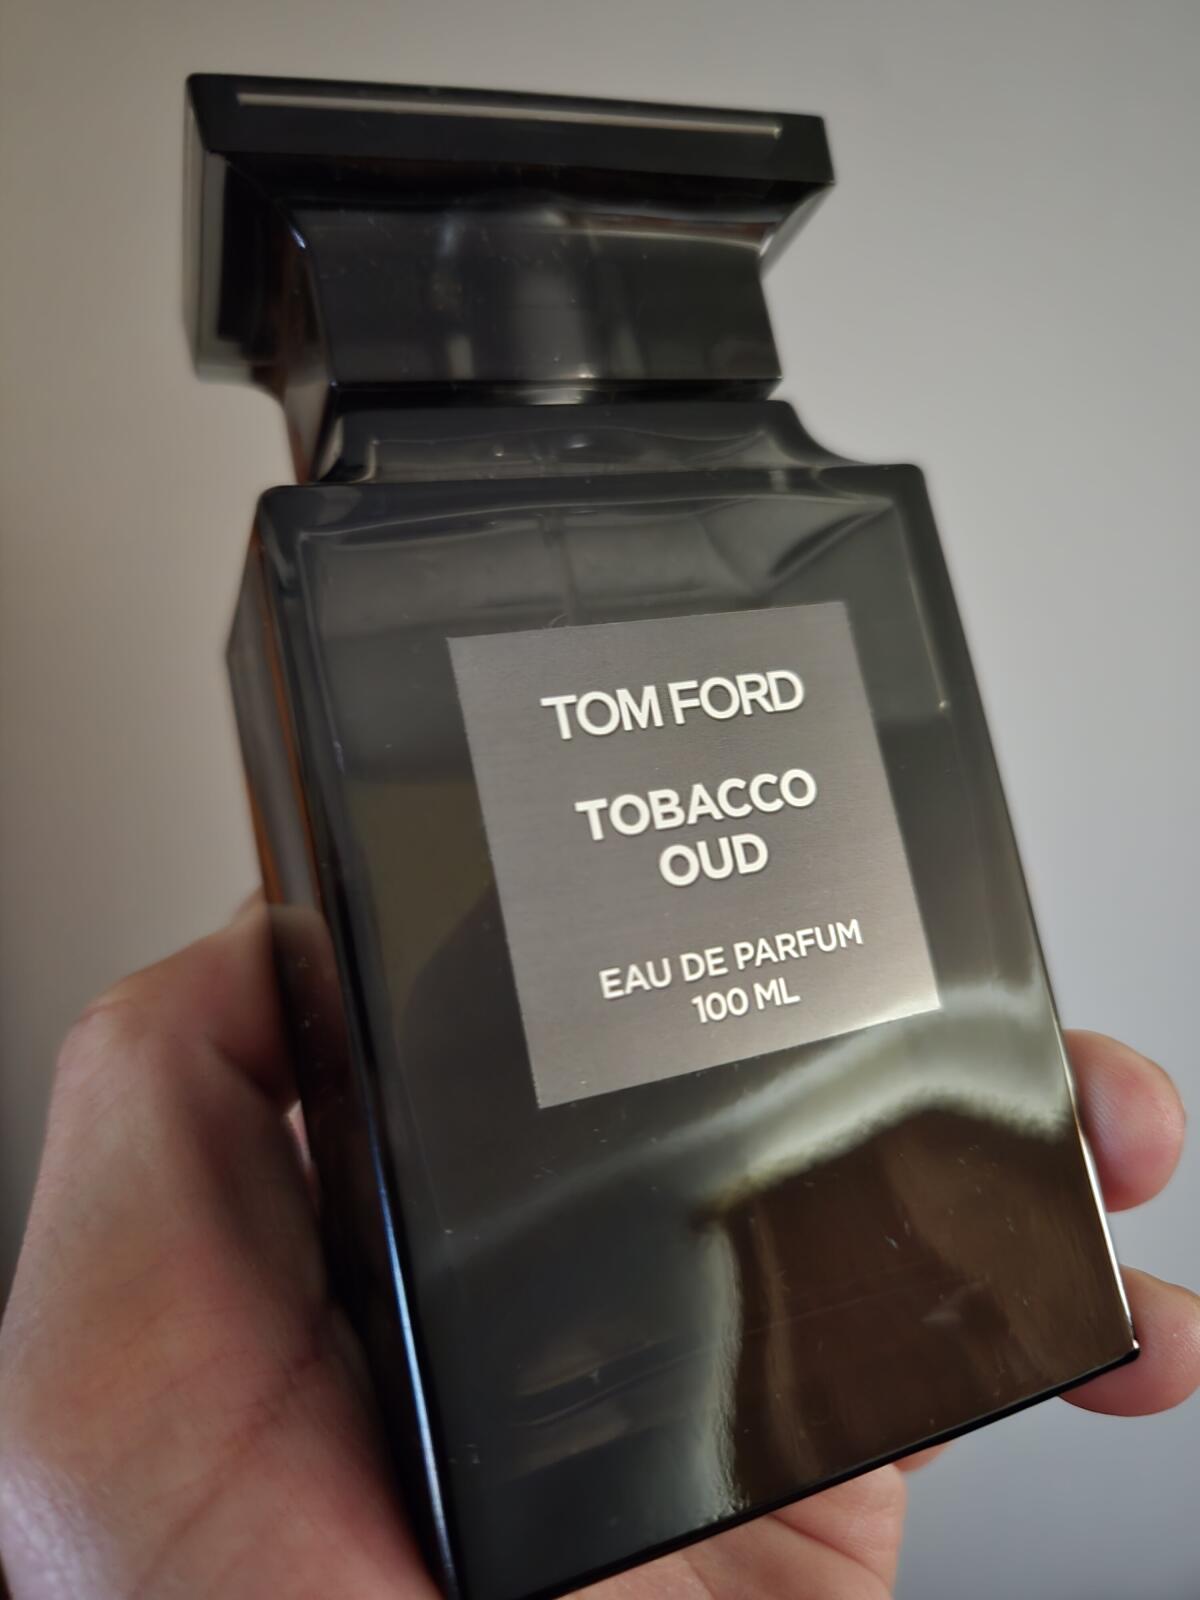 TOM FORD
TOBACCO
OUD
EAU DE PARFUM
100 ML